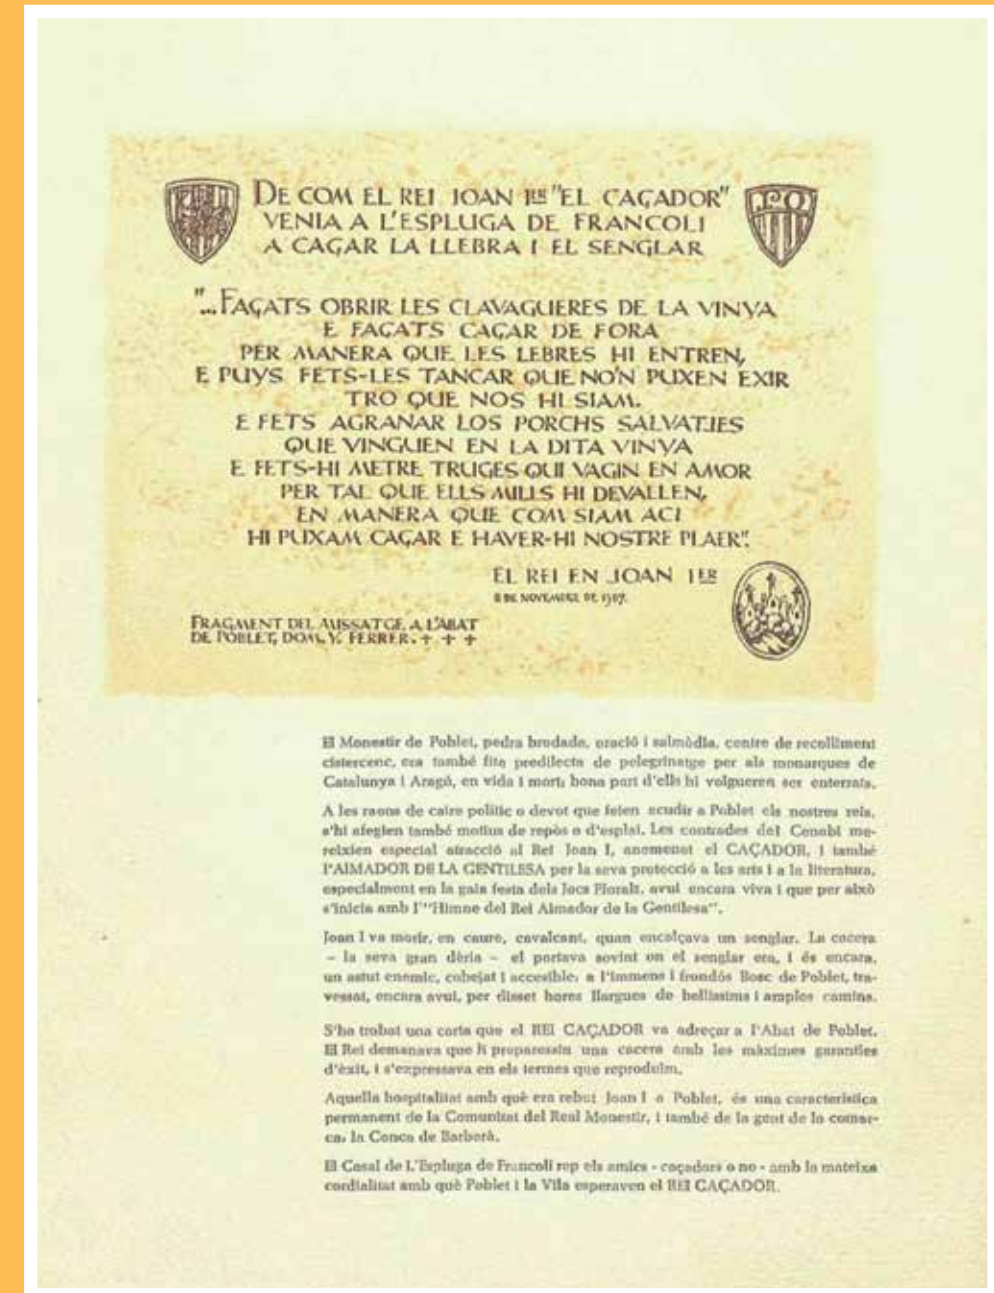 DE COM EL REI JOAN 1ER "EL CAÇADOR"
VENIA A L'ESPLUGA DE FRANCOLI
A CAÇAR LA LLEBRA I EL SENGLAR
"...FAÇATS OBRIR LES CLAVAGUERES DE LA VINYA
E FAÇATS CAÇAR DE FORA
PER MANERA QUE LES LEBRES HI ENTREN,
E PUYS FETS-LES TANCAR QUE NO'N PUXEN EXIR
TRO QUE NOS HI SIAM.
E FETS AGRANAR LOS PORCHS SALVATJES
QUE VINGUEN EN LA DITA VINYA
E FETS-HI METRE TRUGES QUI VAGIN EN AMOR
PER TAL QUE ELLS MILLS HI DEVALLEN,
EN MANERA QUE COM SIAM ACI
HI PUXAM CAÇAR E HAVER-HI NOSTRE PLAER".
EL REI EN JOAN 1ER
8 DE NOVEMBRE DE 1387.
FRAGMENT DEL MISSATGE A L'ABAT
DE POBLET, DOM. V. FERRER. + + +
El Monestir de Poblet, pedra brodada, oració i salmòdia, centre de recolliment
cistercenc, era també fita predilecta de pelegrinatge per als monarques de
Catalunya i Aragó, en vida i mort; bona part d'ells hi volgueren ser enterrats.
A les raons de caire polític o devot que feien acudir a Poblet els nostres reis,
s'hi afegien també motius de repòs o d'esplai. Les contrades del Cenobi me-
reixien especial atracció al Rei Joan I, anomenat el CAÇADOR, i també
l'AIMADOR DE LA GENTILESA per la seva protecció a les arts i a la literatura,
especialment en la gaia festa dels Jocs Florals, avui encara viva i que per això
s'inicia amb l'"Himne del Rei Aimador de la Gentilesa".
Joan I va morir, en caure, cavalcant, quan encalçava un senglar. La cacera
- la seva gran dèria - el portava sovint on el senglar era, i és encara,
un astut enemic, cobejat i accesible, a l'immens i frondós Bosc de Poblet, tra-
vessat, encara avui, per disset hores llargues de bellíssims i amples camins.
S'ha trobat una carta que el REI CAÇADOR va adreçar a l'Abat de Poblet.
El Rei demanava que li preparessin una cacera amb les màximes garanties
d'èxit, i s'expressava en els termes que reproduïm.
Aquella hospitalitat amb què era rebut Joan I a Poblet, és una característica
permanent de la Comunitat del Real Monestir, i també de la gent de la comar-
ca, la Conca de Barberà.
El Casal de L'Espluga de Francolí rep els amics - caçadors o no - amb la mateixa
cordialitat amb què Poblet i la Vila esperaven el REI CAÇADOR.